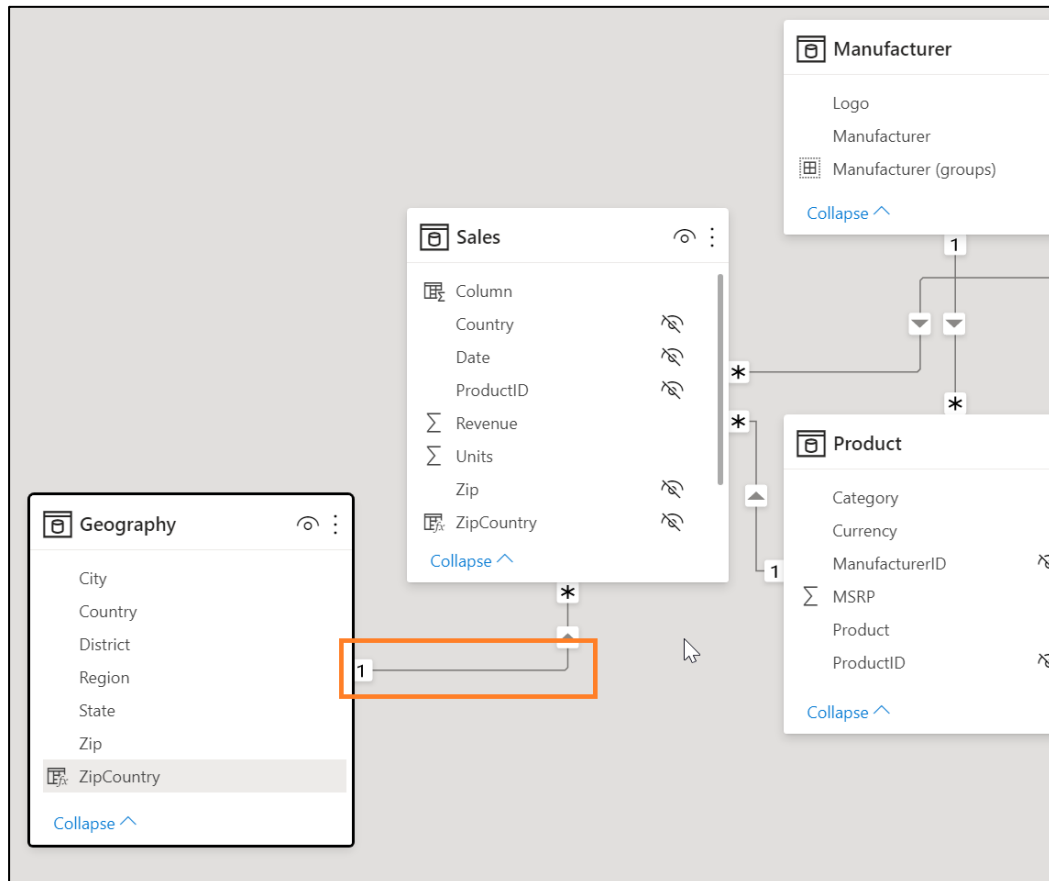 Manufacturer
Logo
Manufacturer
Manufacturer (groups)
Collapse
1
Sales
Column
Country
Date
ProductID
Revenue
Units
Zip
ZipCountry
Collapse
*
*
*
1
*
Product
Category
Currency
ManufacturerID
MSRP
Product
ProductID
Collapse
Geography
City
Country
District
Region
State
Zip
ZipCountry
Collapse
1